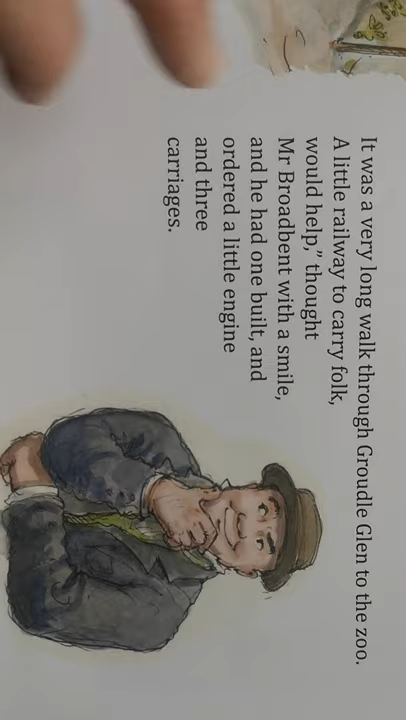 It was a very long walk through Groudle Glen to the zoo.
A little railway to carry folk,
would help,” thought
Mr Broadbent with a smile,
and he had one built, and
ordered a little engine
and three
carriages.